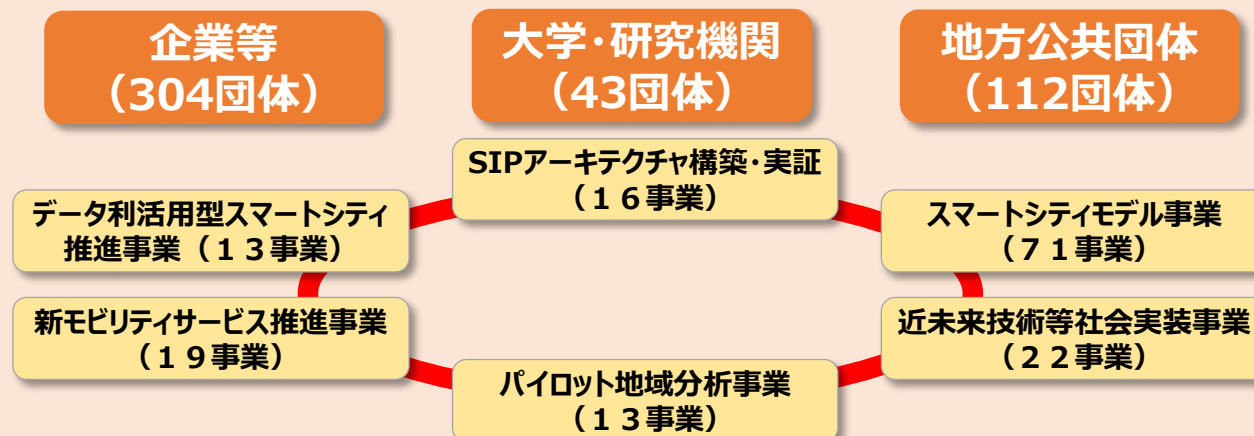 企業等
（304団体）
大学・研究機関
（43団体）
地方公共団体
（112団体）
SIPアーキテクチャ構築・実証
（１６事業）
データ利活用型スマートシティ
推進事業（１３事業）
スマートシティモデル事業
（７１事業）
新モビリティサービス推進事業
（１９事業）
近未来技術等社会実装事業
（２２事業）
パイロット地域分析事業
（１３事業）